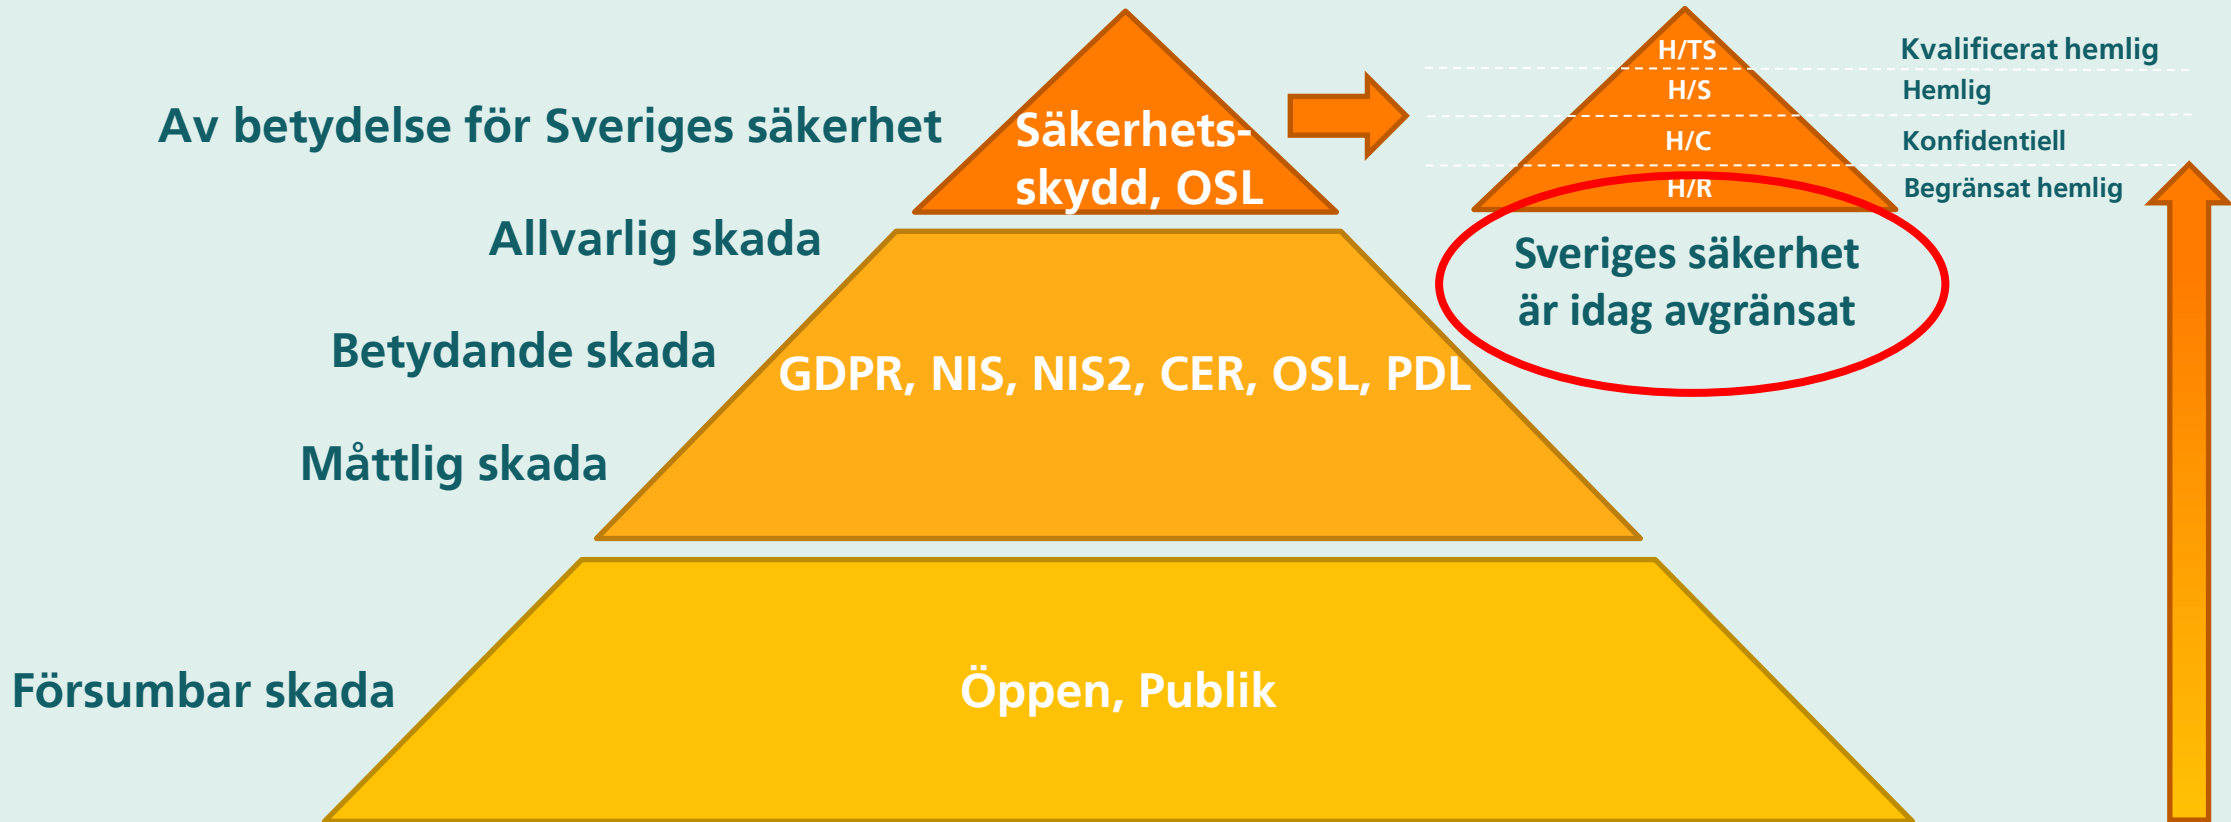 Av betydelse för Sveriges säkerhet
Allvarlig skada
Betydande skada
Måttlig skada
Försumbar skada
Säkerhets-
skydd, OSL
GDPR, NIS, NIS2, CER, OSL, PDL
Öppen, Publik
H/TS
Kvalificerat hemlig
H/S
Hemlig
H/C
Konfidentiell
H/R
Begränsat hemlig
Sveriges säkerhet
är idag avgränsat